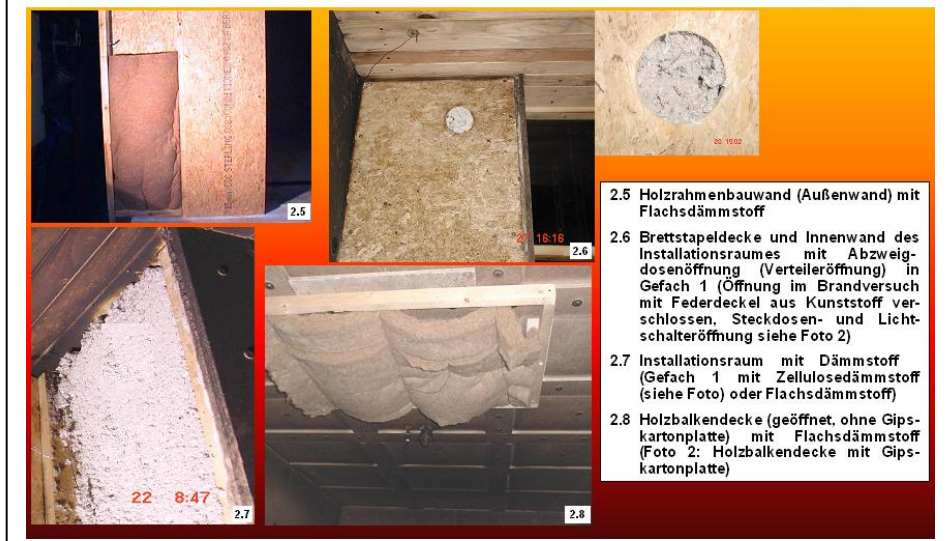 2.5
2.6
20 15:02
2.7
22 8:47
2.8
2.5 Holzrahmenbauwand (Außenwand) mit
Flachsdämmstoff
2.6 Brettstapeldecke und Innenwand des
Installationsraumes mit Abzweig-
dosenöffnung (Verteileröffnung) in
Gefach 1 (Öffnung im Brandversuch
mit Federdeckel aus Kunststoff ver-
schlossen, Steckdosen- und Licht-
schalteröffnung siehe Foto 2)
2.7 Installationsraum mit Dämmstoff
(Gefach 1 mit Zellulosedämmstoff
(siehe Foto) oder Flachsdämmstoff)
2.8 Holzbalkendecke (geöffnet, ohne Gips-
kartonplatte) mit Flachsdämmstoff
(Foto 2: Holzbalkendecke mit Gips-
kartonplatte)